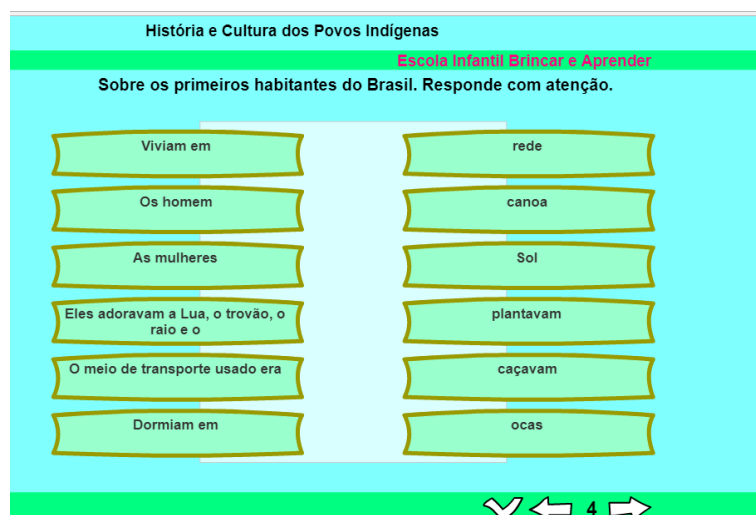 História e Cultura dos Povos Indígenas
Escola Infantil Brincar e Aprender
Sobre os primeiros habitantes do Brasil. Responde com atenção.
Viviam em
rede
Os homem
canoa
As mulheres
Sol
Eles adoravam a Lua, o trovão, o
raio e o
plantavam
O meio de transporte usado era
caçavam
Dormiam em
ocas
4